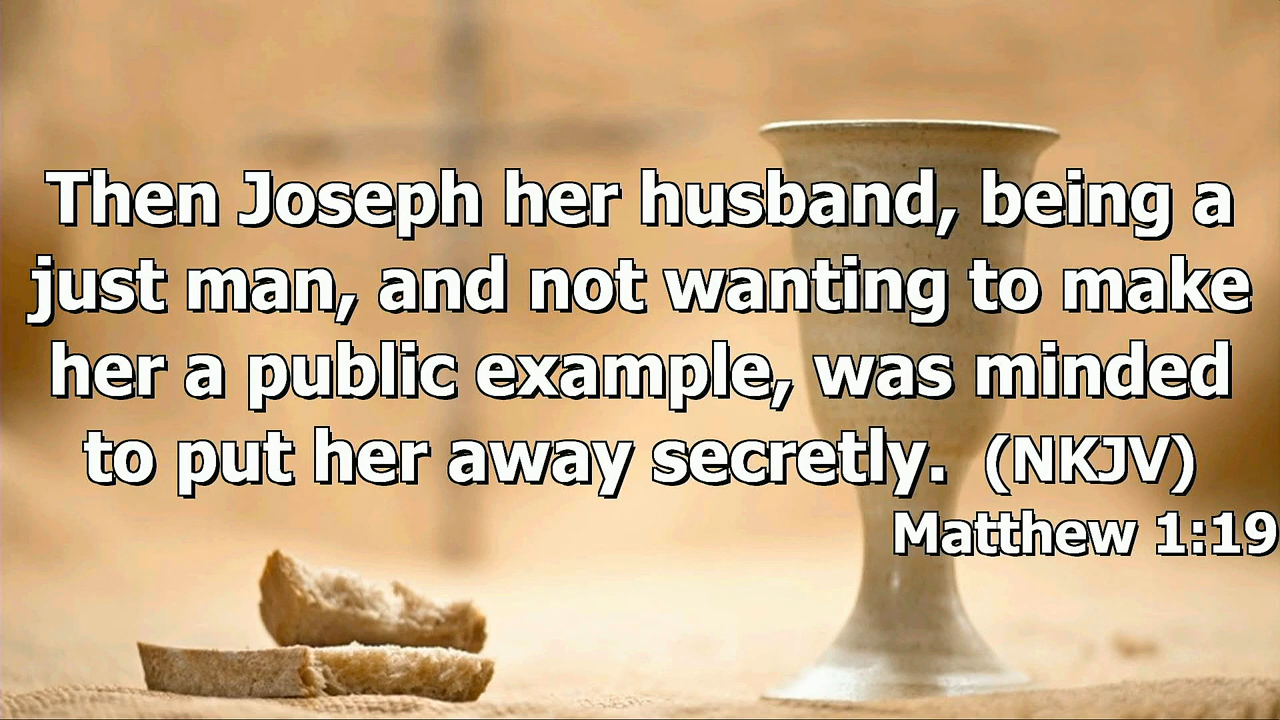 Then Joseph her husband, being a
just man, and not wanting to make
her a public example, was minded
to put her away secretly. (NKJV)
Matthew 1:19